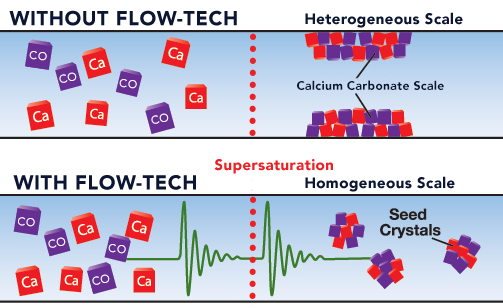 WITHOUT FLOW-TECH
Heterogeneous Scale
CO
CO
Ca
CO
Ca
Ca
Ca
Ca
CO
Calcium Carbonate Scale
Supersaturation
WITH FLOW-TECH
Homogeneous Scale
CO
CO
Ca
CO
Ca
Ca
Ca
CO
Ca
Seed
Crystals